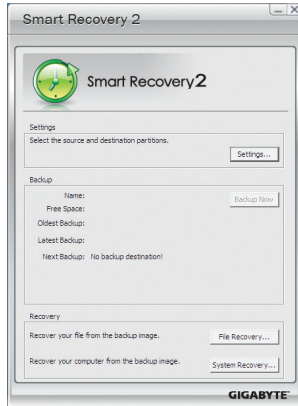 Smart Recovery 2
Smart Recovery2
Settings
Select the source and destination partitions.
Settings...
Backup
Name:
Backup Now
Free Space:
Oldest Backup:
Latest Backup:
Next Backup: No backup destination!
Recovery
Recover your file from the backup image.
File Recovery...
Recover your computer from the backup image.
System Recovery...
GIGABYTE™